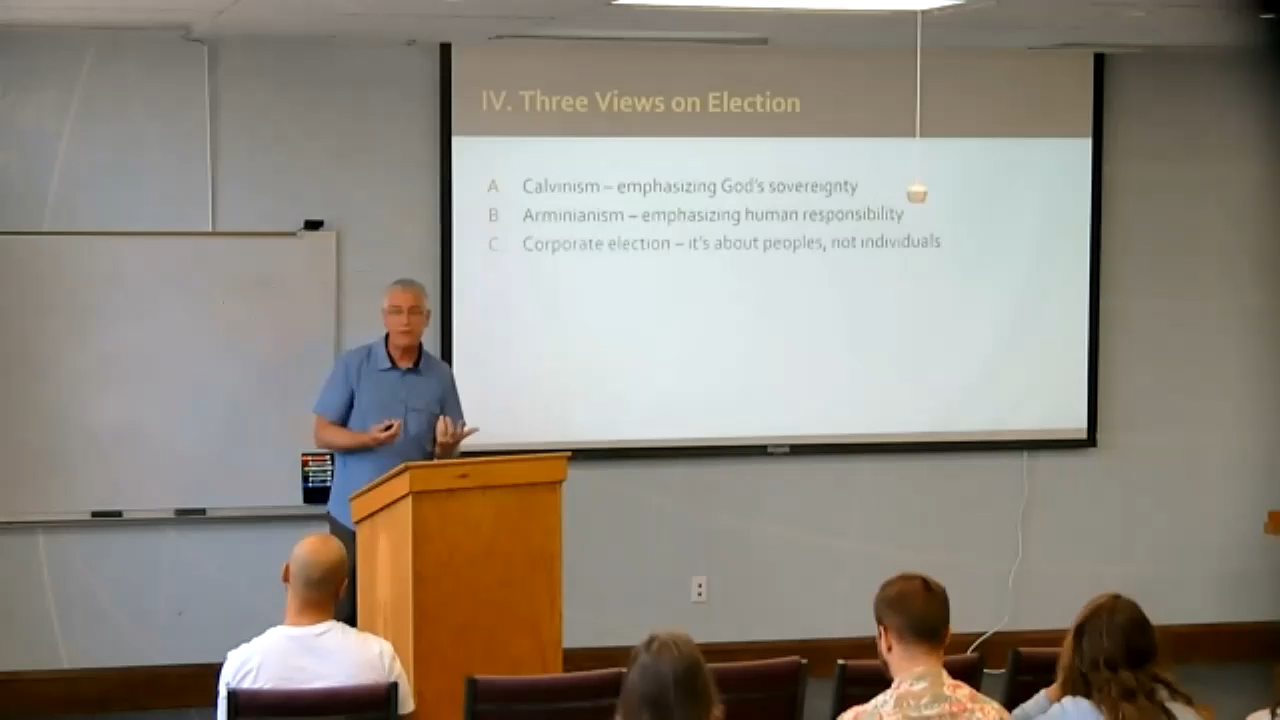 IV. Three Views on Election
A Calvinism – emphasizing God's sovereignty
B Arminianism – emphasizing human responsibility
C Corporate election – it's about peoples, not individuals